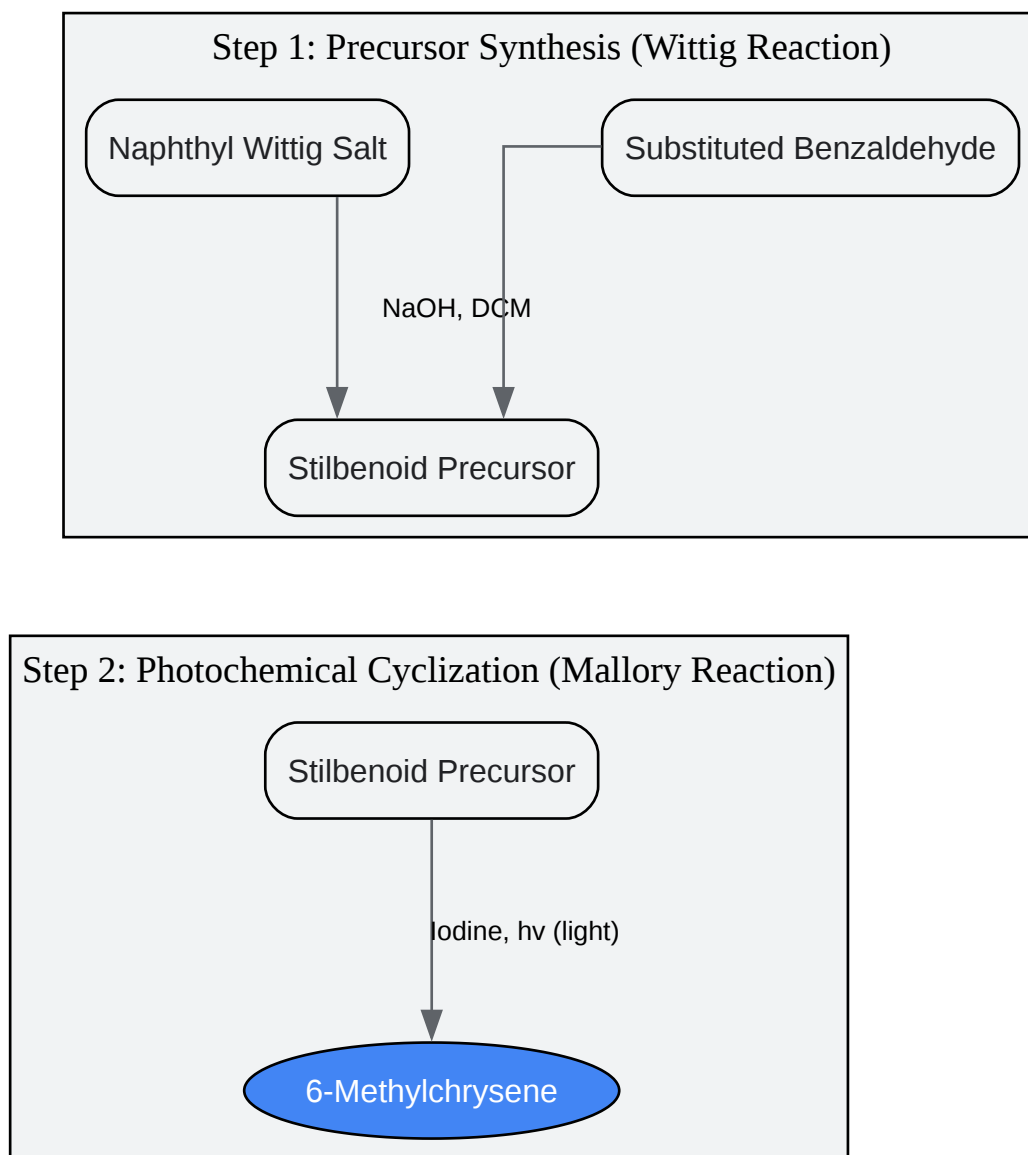 Step 1: Precursor Synthesis (Wittig Reaction)
Naphthyl Wittig Salt
Substituted Benzaldehyde
NaOH, DCM
Stilbenoid Precursor
Step 2: Photochemical Cyclization (Mallory Reaction)
Stilbenoid Precursor
Iodine, hv (light)
6-Methylchrysene